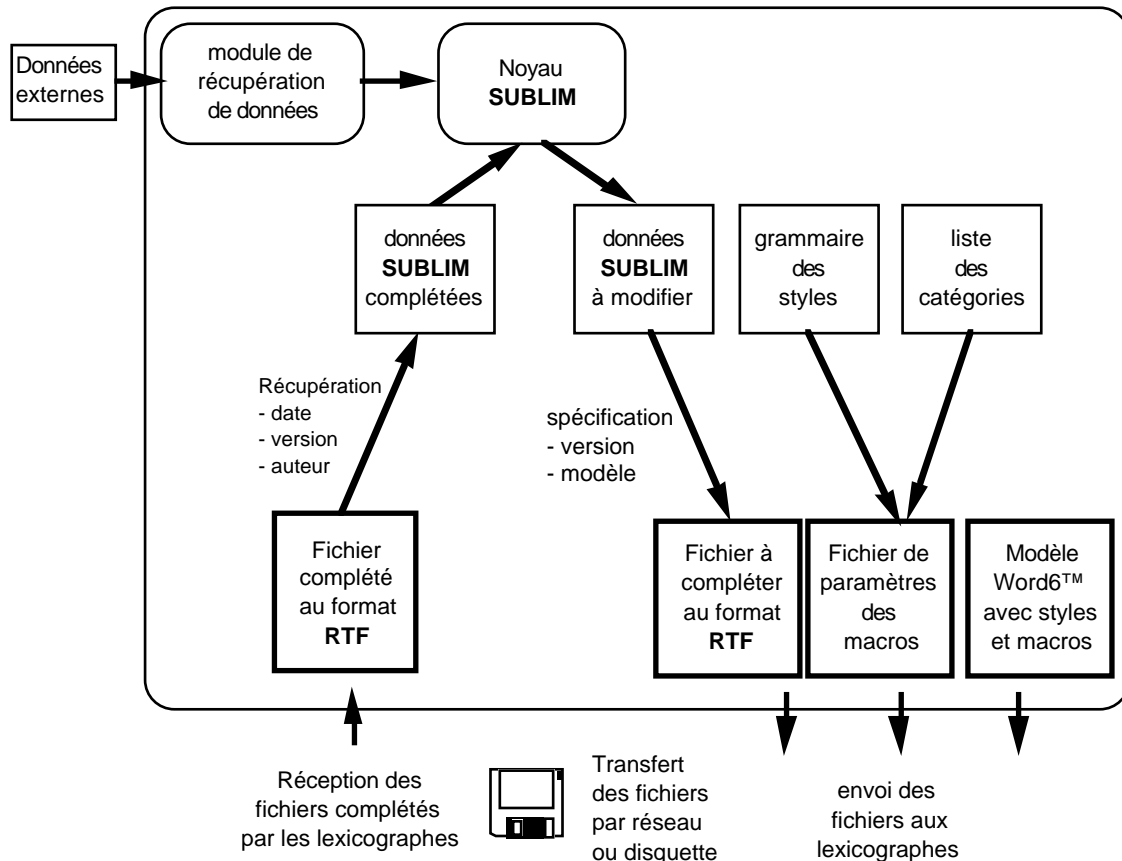 Données
externes
module de
récupération
de données
Noyau
SUBLIM
données
SUBLIM
complétées
données
SUBLIM
à modifier
grammaire
des
styles
liste
des
catégories
Récupération
- date
- version
- auteur
spécification
- version
- modèle
Fichier
complété
au format
RTF
Fichier à
compléter
au format
RTF
Fichier de
paramètres
des
macros
Modèle
Word6™
avec styles
et macros
Réception des
fichiers complétés
par les lexicographes
Transfert
des fichiers
par réseau
ou disquette
envoi des
fichiers aux
lexicographes